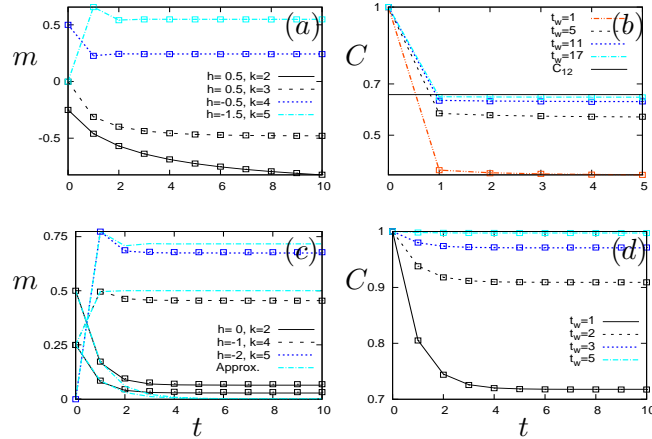 m
(a)
0.5
0
-0.5
h= 0.5, k=2
h= 0.5, k=3
h=-0.5, k=4
h=-1.5, k=5
0 2 4 6 8 10
C
(b)
1
0.7
0.5
t_w=1
t_w=5
t_w=11
t_w=17
C_12
0 1 2 3 4 5
m
(c)
0.75
0.5
0.25
0
h= 0, k=2
h=-1, k=4
h=-2, k=5
Approx.
0 2 4 6 8 10
t
C
(d)
1
0.9
0.8
0.7
t_w=1
t_w=2
t_w=3
t_w=5
0 2 4 6 8 10
t